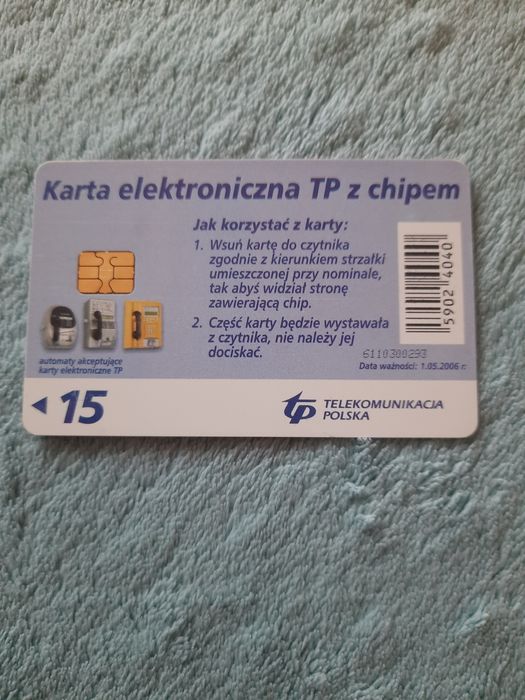 Karta elektroniczna TP z chipem
Jak korzystać z karty:
1. Wsuń kartę do czytnika
zgodnie z kierunkiem strzałki
umieszczonej przy nominale,
tak abyś widział stronę
zawierającą chip.
2. Część karty będzie wystawała
z czytnika, nie należy jej
dociskać.
automaty akceptujące
karty elektroniczne TP
5902 4040
6110300293
Data ważności: 1.05.2006 r.
15
tp TELEKOMUNIKACJA
POLSKA